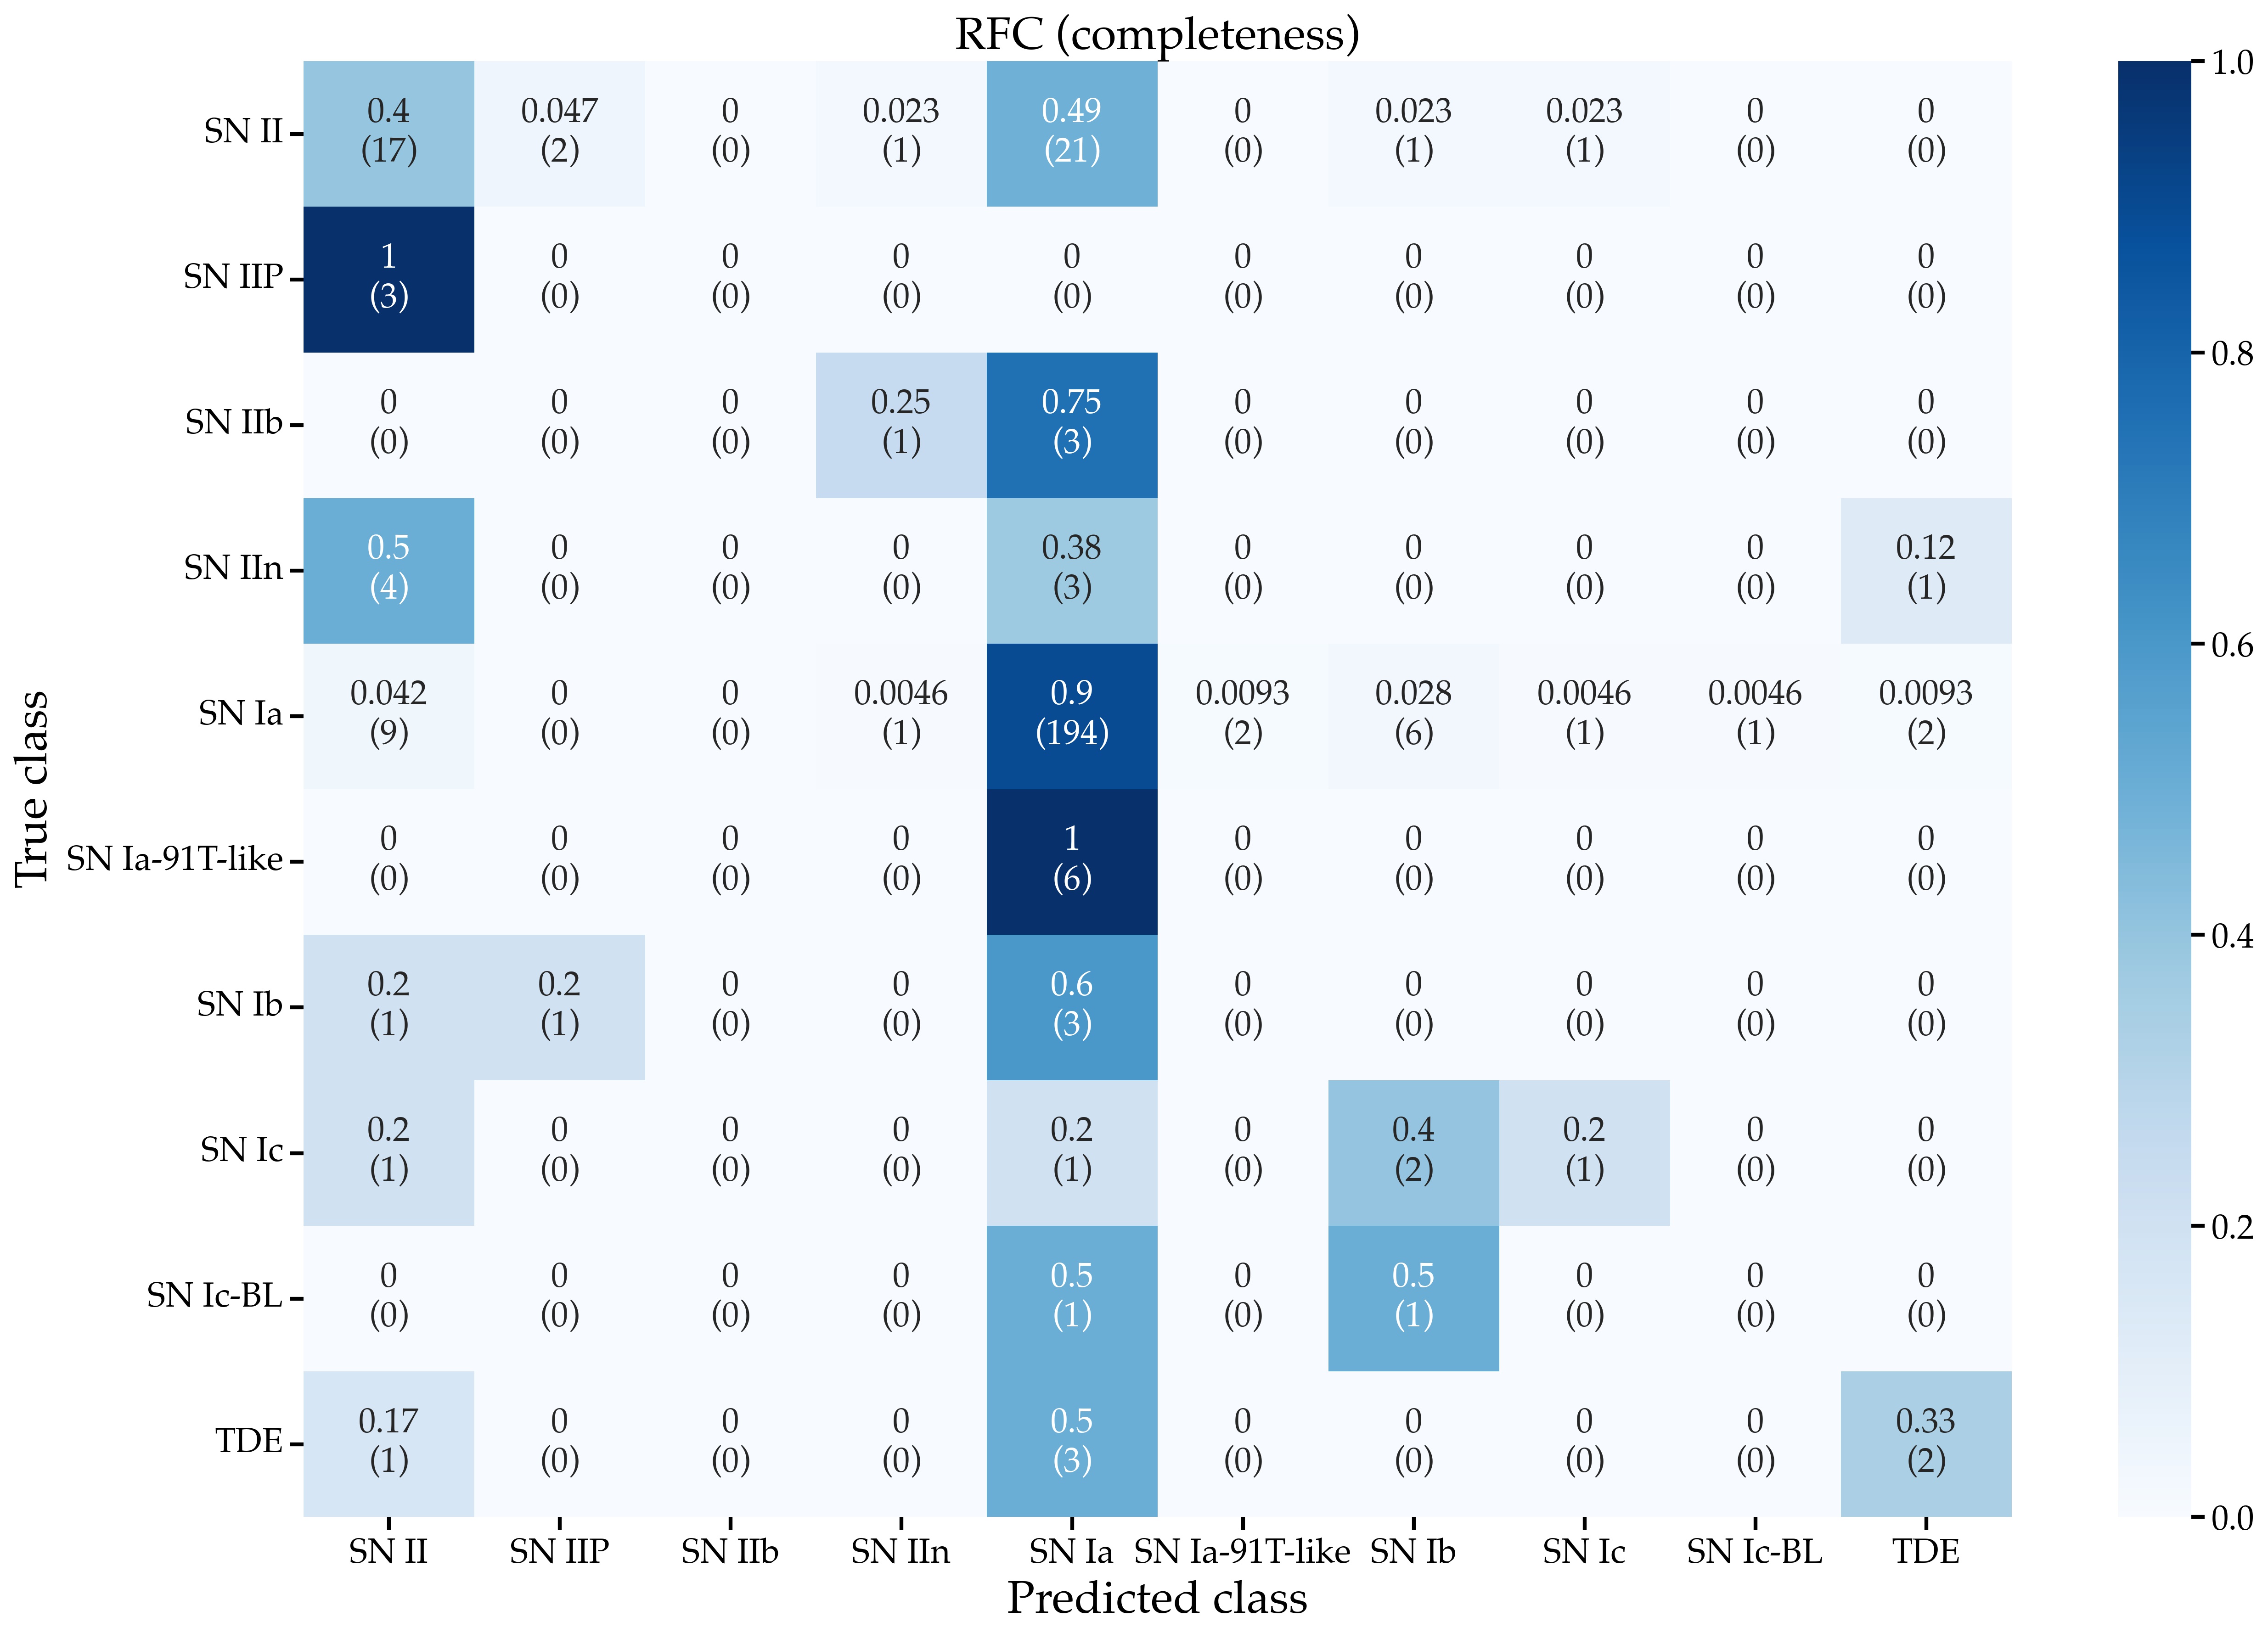 RFC (completeness)
1.0
SN II 0.4 0.047 0 0.023 0.49 0 0.023 0.023 0 0
(17) (2) (0) (1) (21) (0) (1) (1) (0) (0)
SN IIP 1 0 0 0 0 0 0 0 0 0
(3) (0) (0) (0) (0) (0) (0) (0) (0) (0)
0.8
SN IIb 0 0 0 0.25 0.75 0 0 0 0 0
(0) (0) (0) (1) (3) (0) (0) (0) (0) (0)
SN IIn 0.5 0 0 0 0.38 0 0 0 0 0.12
(4) (0) (0) (0) (3) (0) (0) (0) (0) (1)
0.6
True class
SN Ia 0.042 0 0 0.0046 0.9 0.0093 0.028 0.0046 0.0046 0.0093
(9) (0) (0) (1) (194) (2) (6) (1) (1) (2)
SN Ia-91T-like 0 0 0 0 1 0 0 0 0 0
(0) (0) (0) (0) (6) (0) (0) (0) (0) (0)
0.4
SN Ib 0.2 0.2 0 0 0.6 0 0 0 0 0
(1) (1) (0) (0) (3) (0) (0) (0) (0) (0)
SN Ic 0.2 0 0 0 0.2 0 0.4 0.2 0 0
(1) (0) (0) (0) (1) (0) (2) (1) (0) (0)
0.2
SN Ic-BL 0 0 0 0 0.5 0 0.5 0 0 0
(0) (0) (0) (0) (1) (0) (1) (0) (0) (0)
TDE 0.17 0 0 0 0.5 0 0 0 0 0.33
(1) (0) (0) (0) (3) (0) (0) (0) (0) (2)
0.0
SN II SN IIP SN IIb SN IIn SN Ia SN Ia-91T-like SN Ib SN Ic SN Ic-BL TDE
Predicted class